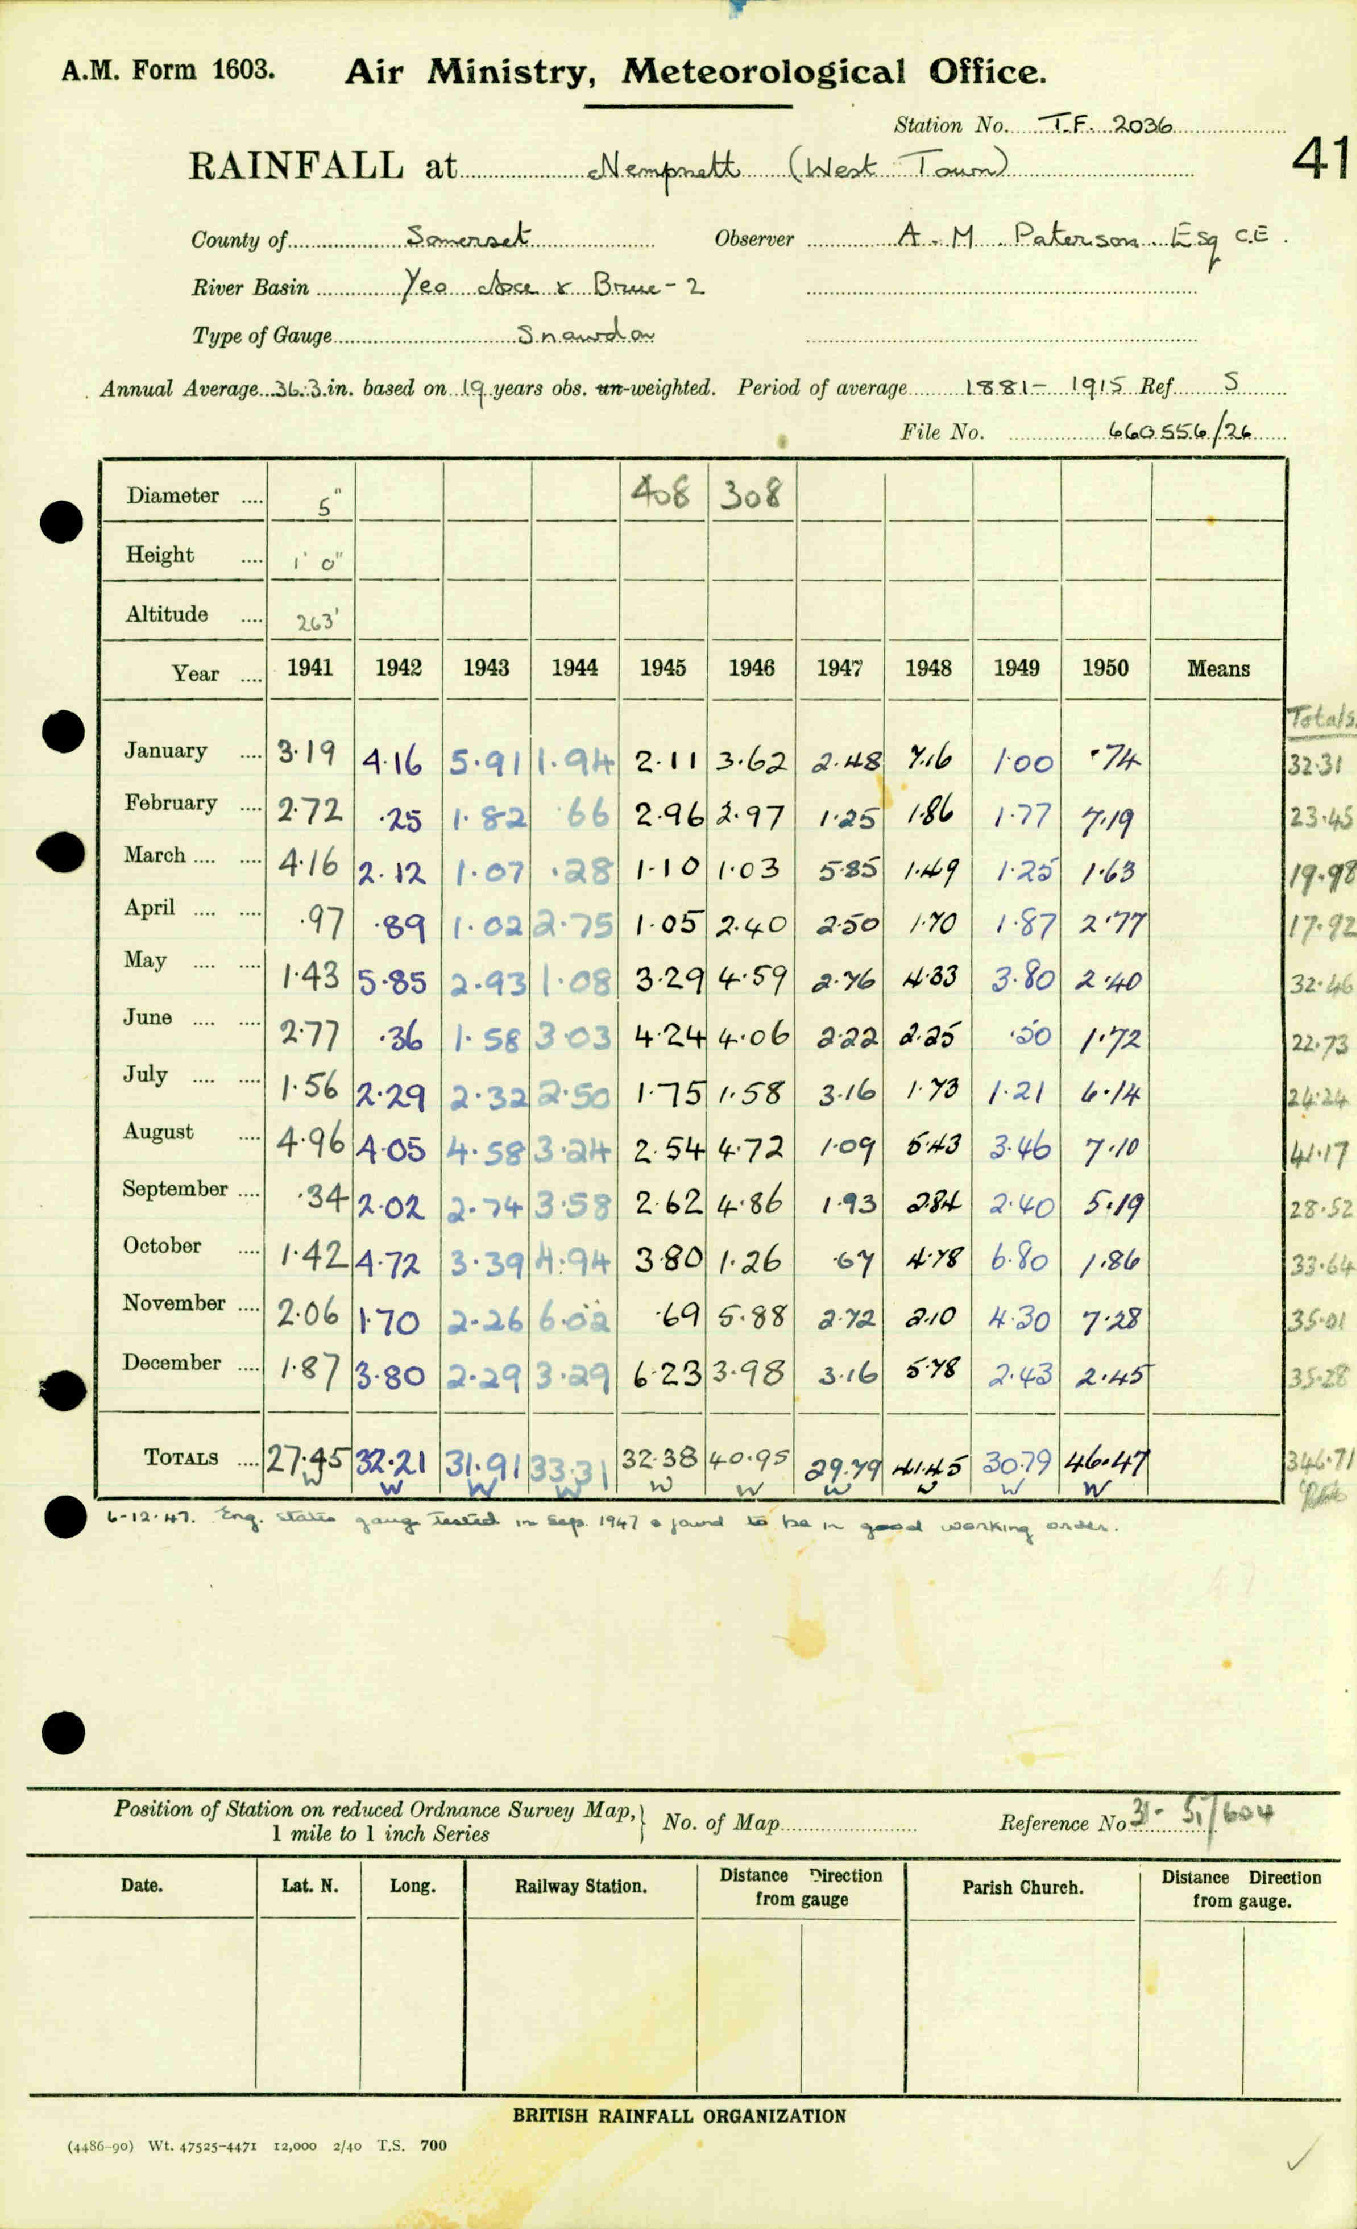 A.M. Form 1603. Air Ministry, Meteorological Office.
Station No. T.F. 2036
41
RAINFALL at Nempnett (West Town)
County of Somerset Observer A. M. Paterson Esq C.E.
River Basin Yeo Axe & Brue - 2
Type of Gauge Snowdon
Annual Average 36.3 in. based on 19 years obs. un-weighted. Period of average 1881 - 1915 Ref S
File No. 660556/26
Diameter .... 5" 408 308
Height .... 1' 0"
Altitude .... 263'
Year .... 1941 1942 1943 1944 1945 1946 1947 1948 1949 1950 Means
Totals
January .... 3.19 4.16 5.91 1.94 2.11 3.62 2.48 7.16 1.00 .74 32.31
February .... 2.72 .25 1.82 .66 2.96 2.97 1.25 1.86 1.77 7.19 23.45
March .... .... 4.16 2.12 1.07 .28 1.10 1.03 5.85 1.49 1.25 1.63 19.98
April .... .... .97 .89 1.02 2.75 1.05 2.40 2.50 1.70 1.87 2.77 17.92
May .... .... 1.43 5.85 2.93 1.08 3.29 4.59 2.76 4.33 3.80 2.40 32.46
June .... .... 2.77 .36 1.58 3.03 4.24 4.06 2.22 2.25 .50 1.72 22.73
July .... .... 1.56 2.29 2.32 2.50 1.75 1.58 3.16 1.73 1.21 6.14 24.24
August .... 4.96 4.05 4.58 3.24 2.54 4.72 1.09 5.43 3.46 7.10 41.17
September .... .34 2.02 2.74 3.58 2.62 4.86 1.93 2.84 2.40 5.19 28.52
October .... 1.42 4.72 3.39 4.94 3.80 1.26 .67 4.78 6.80 1.86 33.64
November .... 2.06 1.70 2.26 6.02 .69 5.88 2.72 2.10 4.30 7.28 35.01
December .... 1.87 3.80 2.29 3.29 6.23 3.98 3.16 5.78 2.43 2.45 35.28
TOTALS .... 27.45 32.21 31.91 33.31 32.38 40.95 29.79 41.45 30.79 46.47 346.71
W W W W W W W W W W
6-12-47. Eng. states gauge tested in Sep. 1947 & found to be in good working order.
Position of Station on reduced Ordnance Survey Map,
1 mile to 1 inch Series
No. of Map
Reference No 31 - 51/604
Date. Lat. N. Long. Railway Station. Distance Direction from gauge Parish Church. Distance Direction from gauge.
BRITISH RAINFALL ORGANIZATION
(4486-90) Wt. 47525-4471 12,000 2/40 T.S. 700